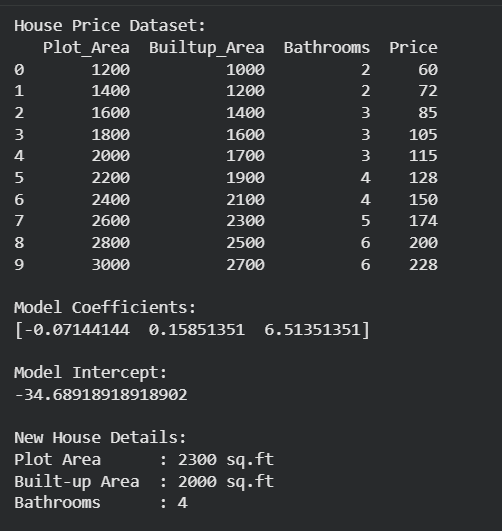 House Price Dataset:
   Plot_Area  Builtup_Area  Bathrooms  Price
0       1200          1000          2     60
1       1400          1200          2     72
2       1600          1400          3     85
3       1800          1600          3    105
4       2000          1700          3    115
5       2200          1900          4    128
6       2400          2100          4    150
7       2600          2300          5    174
8       2800          2500          6    200
9       3000          2700          6    228
Model Coefficients:
[-0.07144144  0.15851351  6.51351351]
Model Intercept:
-34.68918918918902
New House Details:
Plot Area      : 2300 sq.ft
Built-up Area  : 2000 sq.ft
Bathrooms      : 4